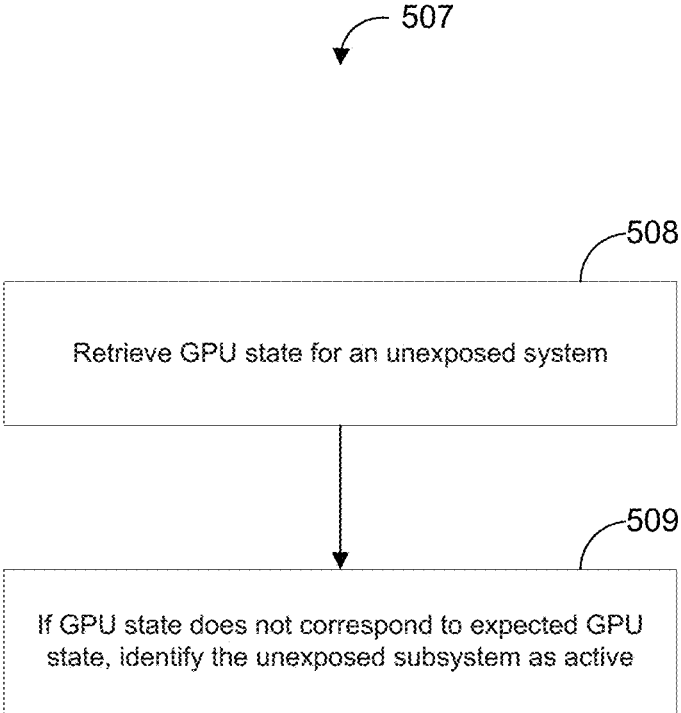 507
508
Retrieve GPU state for an unexposed system
509
If GPU state does not correspond to expected GPU
state, identify the unexposed subsystem as active